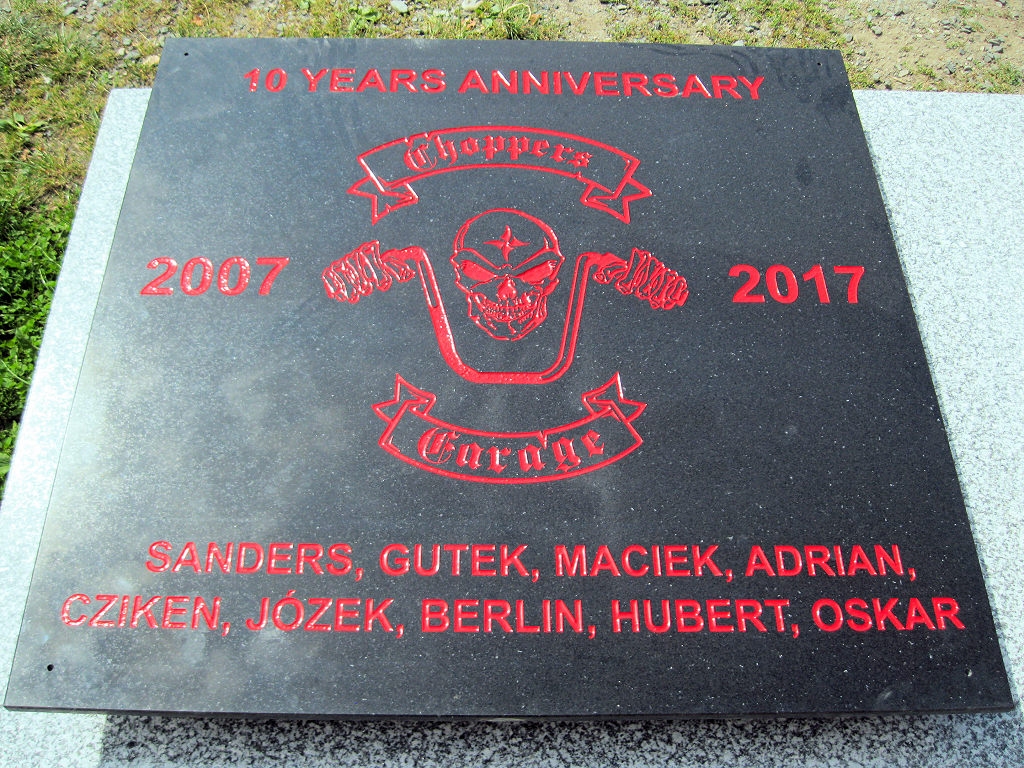 10 YEARS ANNIVERSARY
Choppers
2007 2017
Garage
SANDERS, GUTEK, MACIEK, ADRIAN,
CZIKEN, JÓZEK, BERLIN, HUBERT, OSKAR